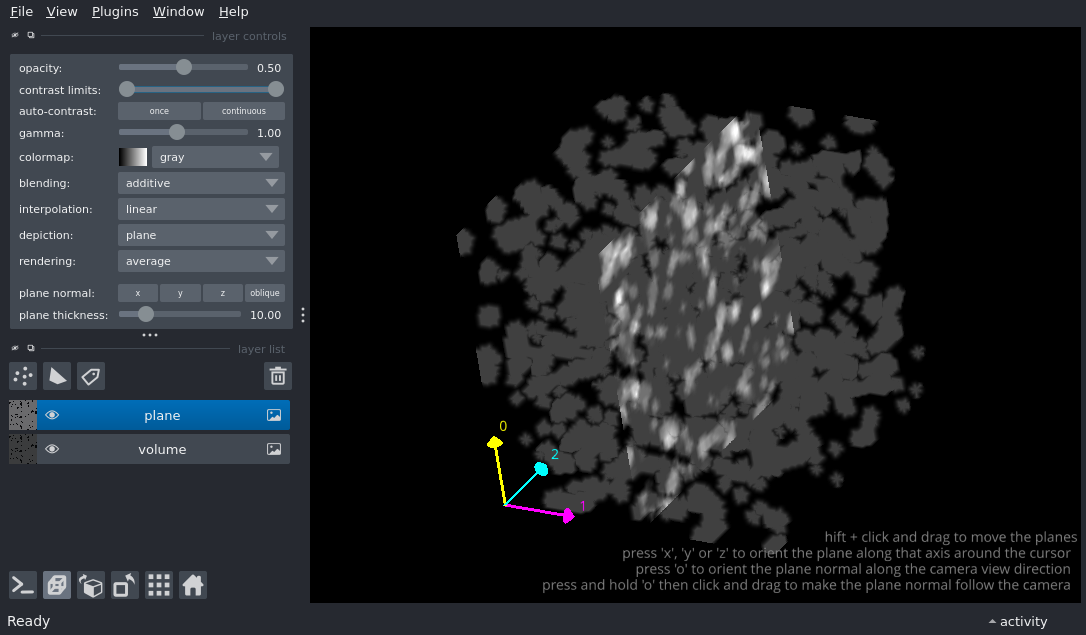 File View Plugins Window Help
layer controls
opacity: 0.50
contrast limits:
auto-contrast: once continuous
gamma: 1.00
colormap: gray
blending: additive
interpolation: linear
depiction: plane
rendering: average
plane normal: x y z oblique
plane thickness: 10.00
layer list
plane
volume
0
2
1
hift + click and drag to move the planes
press 'x', 'y' or 'z' to orient the plane along that axis around the cursor
press 'o' to orient the plane normal along the camera view direction
press and hold 'o' then click and drag to make the plane normal follow the camera
Ready
activity